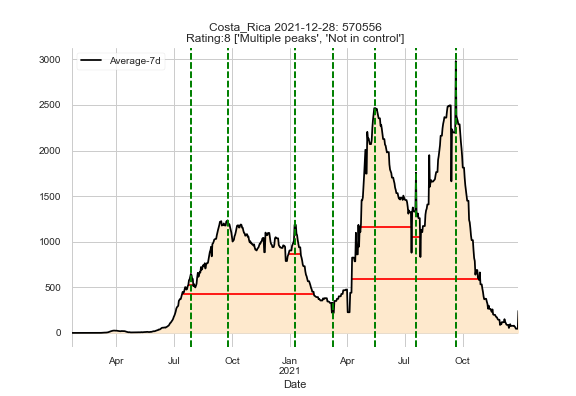 Costa_Rica 2021-12-28: 570556
Rating:8 ['Multiple peaks', 'Not in control']
Average-7d
3000
2500
2000
1500
1000
500
0
Apr
Jul
Oct
Jan
2021
Apr
Jul
Oct
Date